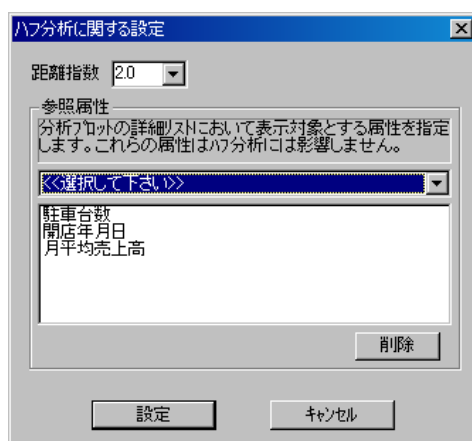 ﾊﾌ分析に関する設定
距離指数 2.0
参照属性
分析ﾌﾟﾛｯﾄの詳細ﾘｽﾄにおいて表示対象とする属性を指定
します。これらの属性はﾊﾌ分析には影響しません。
<<選択して下さい>>
駐車台数
開店年月日
月平均売上高
削除
設定 ｷｬﾝｾﾙ